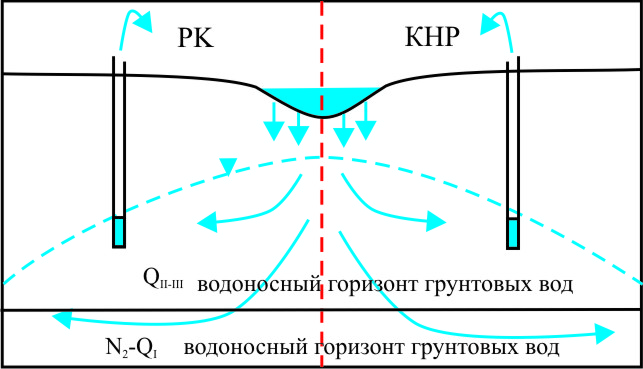 РК
КНР
QII-III водоносный горизонт грунтовых вод
N2-QI водоносный горизонт грунтовых вод